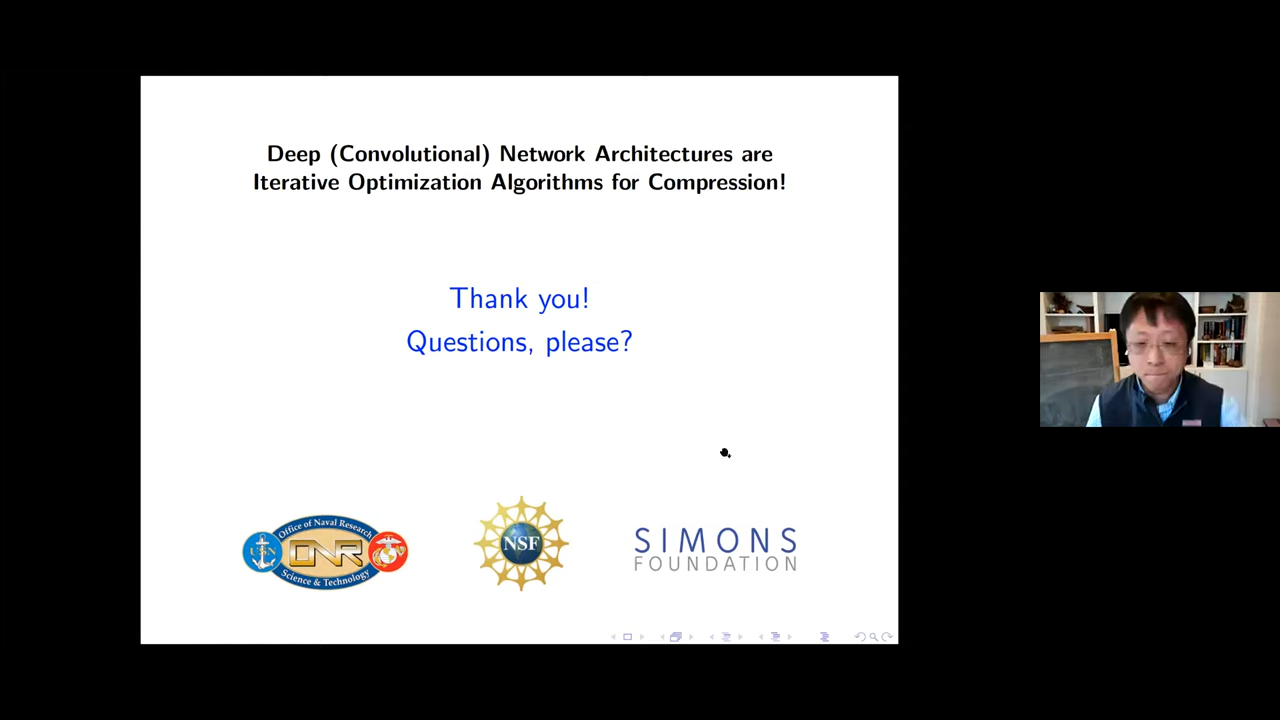 Deep (Convolutional) Network Architectures are
Iterative Optimization Algorithms for Compression!
Thank you!
Questions, please?
Office of Naval Research
USN
ONR
Science & Technology
NSF
SIMONS
FOUNDATION